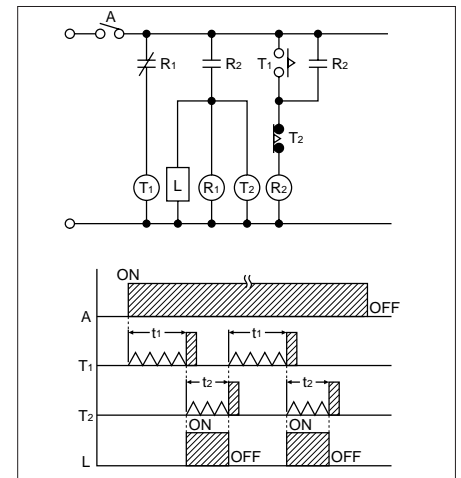 A
R1 R2 T1 R2
T2
T1 L R1 T2 R2
ON
A OFF
t1 t1
T1
t2 t2
T2
ON ON
L OFF OFF